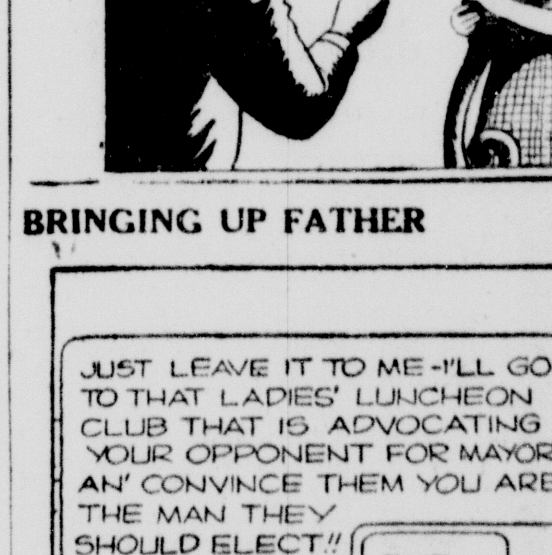 BRINGING UP FATHER
JUST LEAVE IT TO ME-I'LL GO
TO THAT LADIES' LUNCHEON
CLUB THAT IS ADVOCATING
YOUR OPPONENT FOR MAYOR
AN' CONVINCE THEM YOU ARE
THE MAN THEY
SHOULD ELECT!!